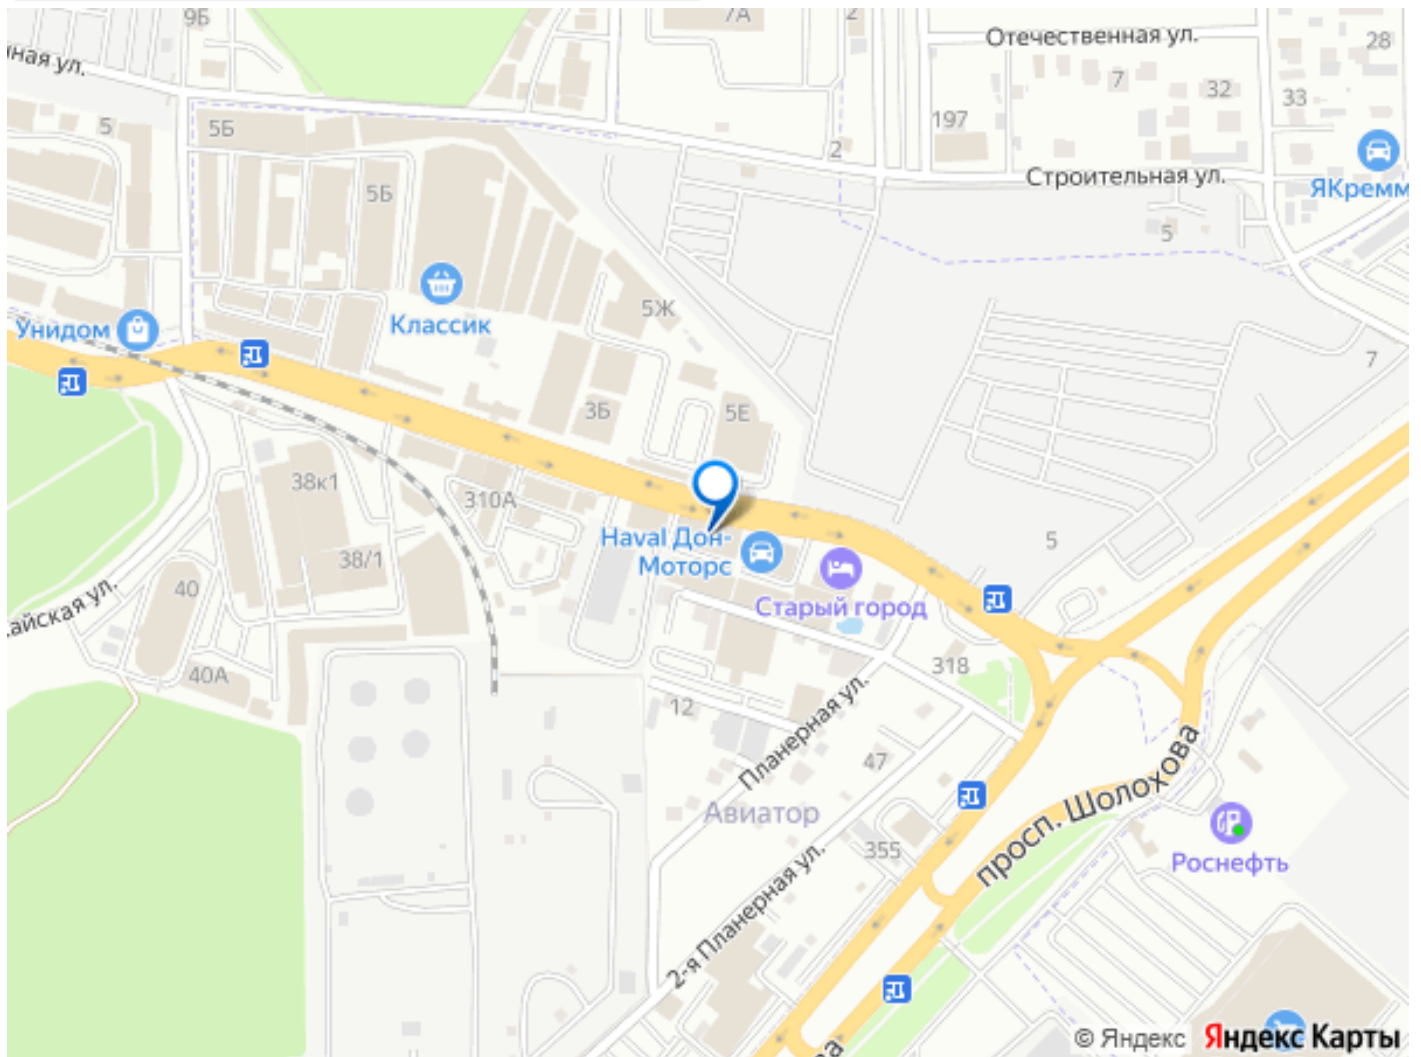 9Б
7А
2
Отечественная ул.
28
нная ул.
7
32
33
197
5
5Б
2
Строительная ул.
ЯКремм
5Б
5
Классик
5Ж
Унидом
7
3Б
5Е
38к1
310А
Haval Дон-
Моторс
5
38/1
40
Старый город
айская ул.
318
40А
12
Планерная ул.
47
Авиатор
просп. Шолохова
355
Роснефть
2-я Планерная ул.
ва
© Яндекс Яндекс Карты